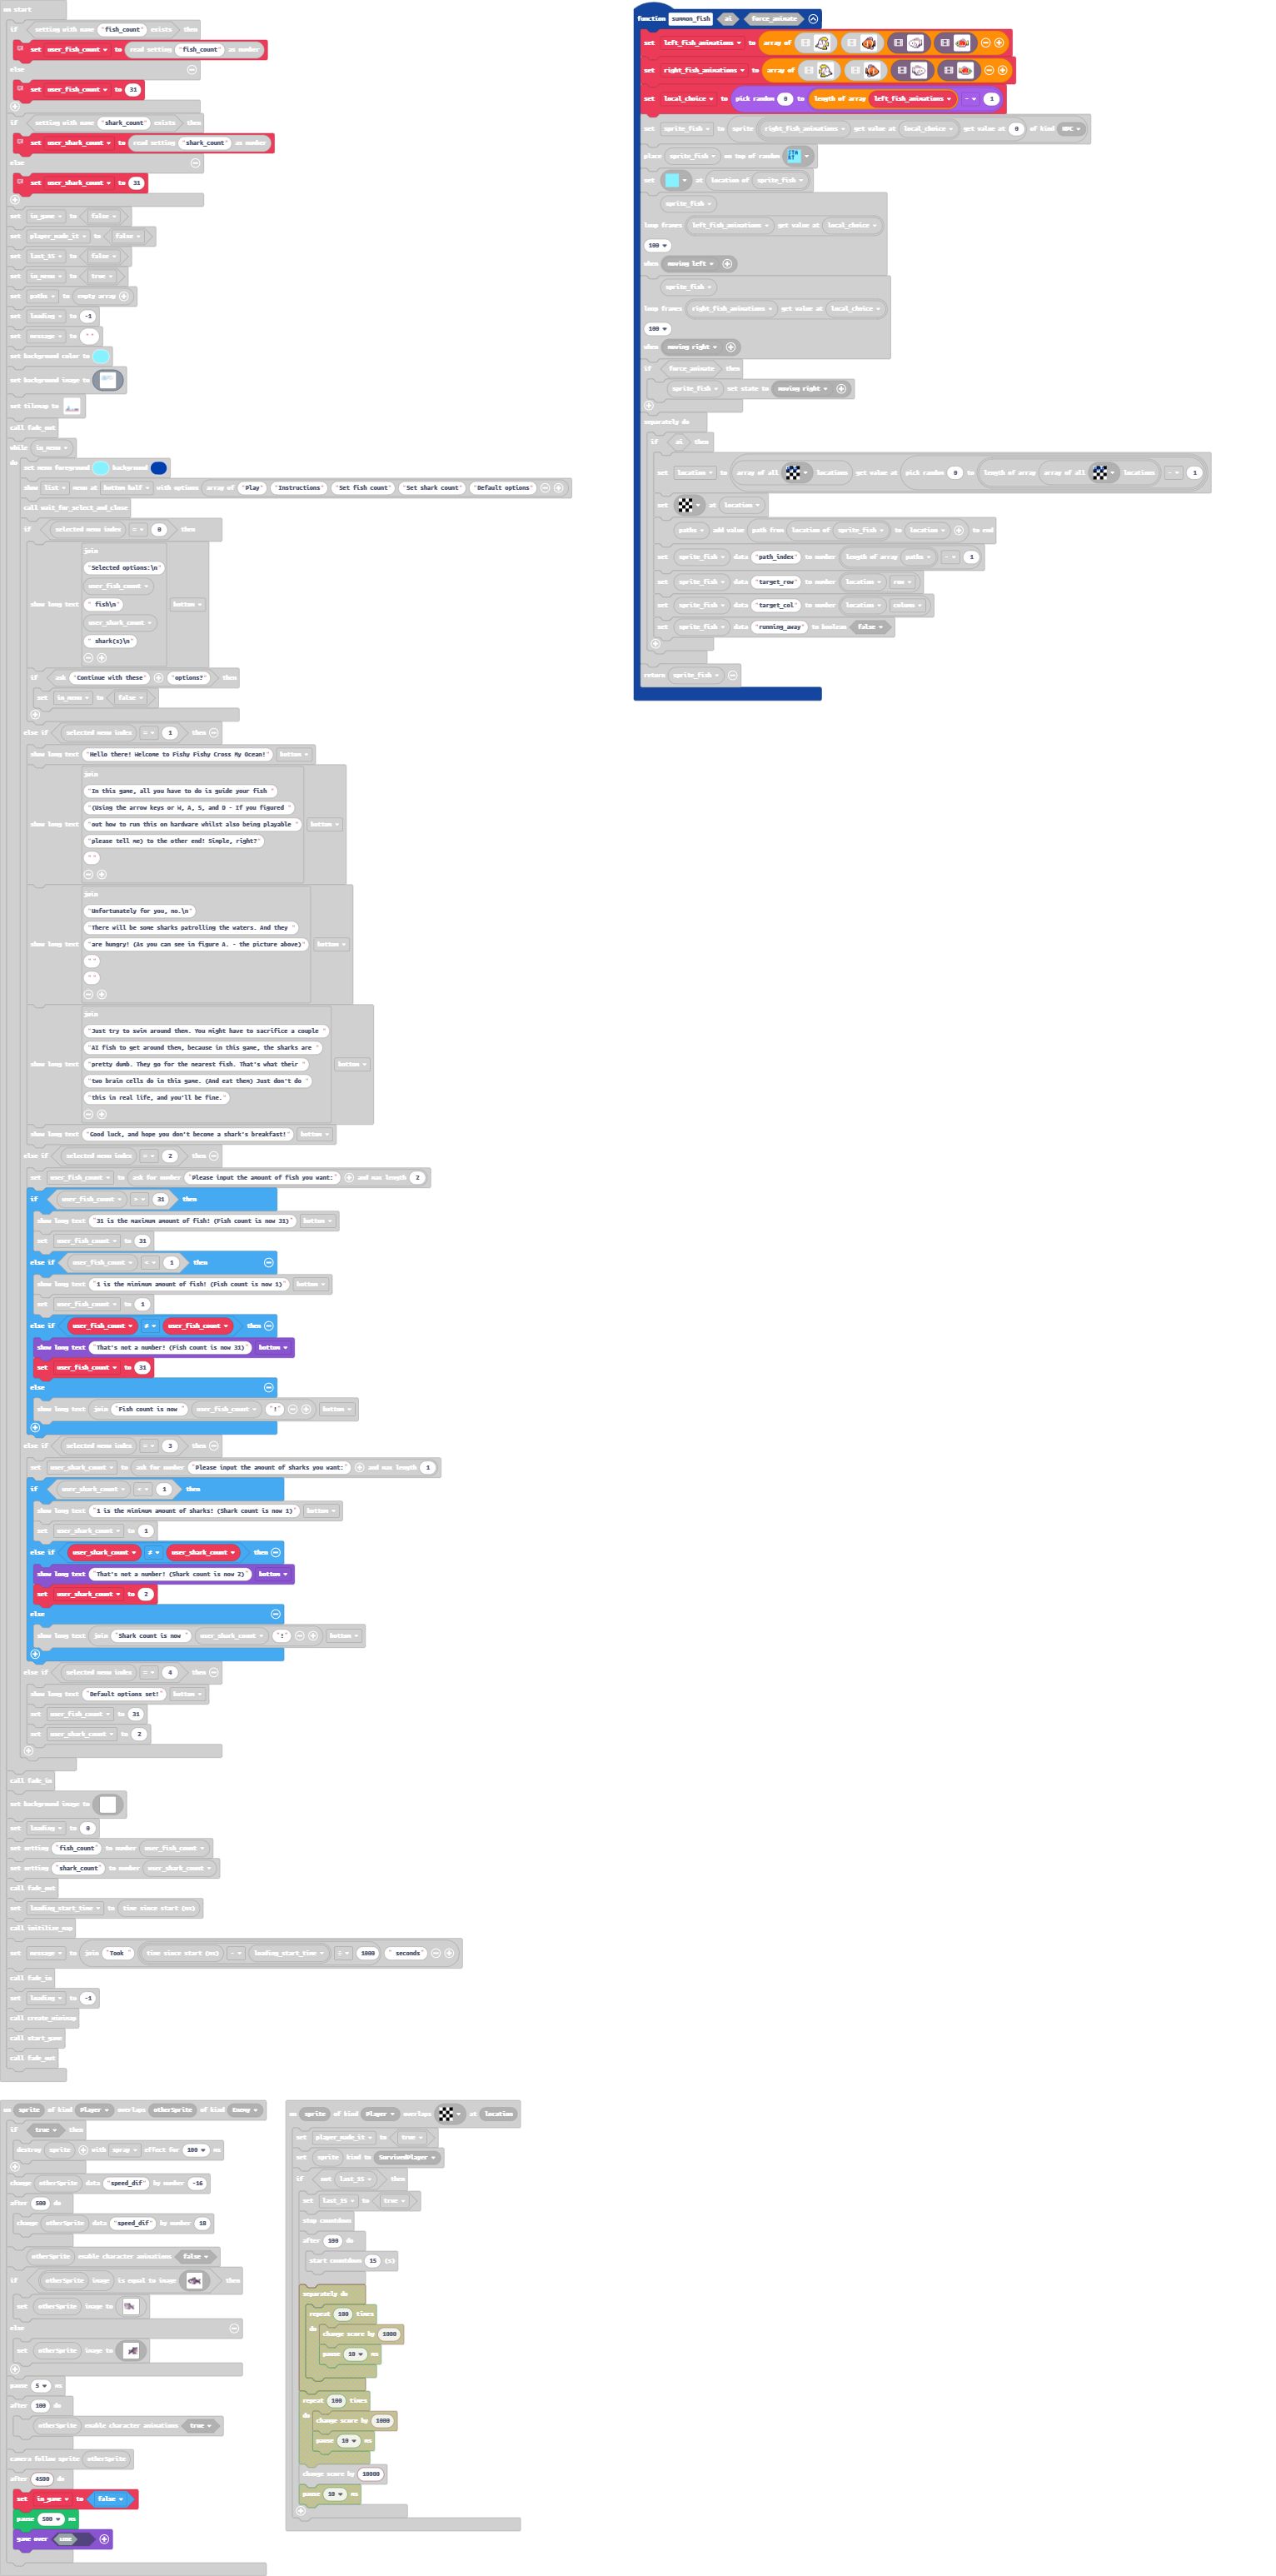 on start
if setting with name "fish_count" exists then
set user_fish_count to read setting "fish_count" as number
else
set user_fish_count to 31
if setting with name "shark_count" exists then
set user_shark_count to read setting "shark_count" as number
else
set user_shark_count to 31
set in_game to false
set player_made_it to false
set last_15 to false
set in_menu to true
set paths to empty array
set loading to -1
set message to ""
set background color to
set background image to
set tilemap to
call fade_out
while in_menu
do set menu foreground background
show list menu at bottom half with options array of "Play" "Instructions" "Set fish count" "Set shark count" "Default options"
call wait_for_select_and_close
if selected menu index = 0 then
join
"Selected options:\n"
user_fish_count
show long text " fish\n" bottom
user_shark_count
" shark(s)\n"
if ask "Continue with these" "options?" then
set in_menu to false
else if selected menu index = 1 then
show long text "Hello there! Welcome to Fishy Fishy Cross My Ocean!" bottom
join
"In this game, all you have to do is guide your fish "
"(Using the arrow keys or W, A, S, and D - If you figured "
show long text "out how to run this on hardware whilst also being playable " bottom
"please tell me) to the other end! Simple, right?"
""
join
"Unfortunately for you, no.\n"
"There will be some sharks patrolling the waters. And they "
show long text "are hungry! (As you can see in figure A. - the picture above)" bottom
""
""
join
"Just try to swim around them. You might have to sacrifice a couple "
"AI fish to get around them, because in this game, the sharks are "
show long text "pretty dumb. They go for the nearest fish. That's what their " bottom
"two brain cells do in this game. (And eat them) Just don't do "
"this in real life, and you'll be fine."
show long text "Good luck, and hope you don't become a shark's breakfast!" bottom
else if selected menu index = 2 then
set user_fish_count to ask for number "Please input the amount of fish you want:" and max length 2
if user_fish_count > 31 then
show long text "31 is the maximum amount of fish! (Fish count is now 31)" bottom
set user_fish_count to 31
else if user_fish_count < 1 then
show long text "1 is the minimum amount of fish! (Fish count is now 1)" bottom
set user_fish_count to 1
else if user_fish_count ≠ user_fish_count then
show long text "That's not a number! (Fish count is now 31)" bottom
set user_fish_count to 31
else
show long text join "Fish count is now " user_fish_count "!" bottom
else if selected menu index = 3 then
set user_shark_count to ask for number "Please input the amount of sharks you want:" and max length 1
if user_shark_count < 1 then
show long text "1 is the minimum amount of sharks! (Shark count is now 1)" bottom
set user_shark_count to 1
else if user_shark_count ≠ user_shark_count then
show long text "That's not a number! (Shark count is now 2)" bottom
set user_shark_count to 2
else
show long text join "Shark count is now " user_shark_count "!" bottom
else if selected menu index = 4 then
show long text "Default options set!" bottom
set user_fish_count to 31
set user_shark_count to 2
call fade_in
set background image to
set loading to 0
set setting "fish_count" to number user_fish_count
set setting "shark_count" to number user_shark_count
call fade_out
set loading_start_time to time since start (ms)
call initilize_map
set message to join "Took " time since start (ms) - loading_start_time ÷ 1000 " seconds"
call fade_in
set loading to -1
call create_minimap
call start_game
call fade_out
on sprite of kind Player overlaps otherSprite of kind Enemy
if true then
destroy sprite with spray effect for 100 ms
change otherSprite data "speed_dif" by number -16
after 500 do
change otherSprite data "speed_dif" by number 18
otherSprite enable character animations false
if otherSprite image is equal to image then
set otherSprite image to
else
set otherSprite image to
pause 5 ms
after 100 do
otherSprite enable character animations true
camera follow sprite otherSprite
after 4500 do
set in_game to false
pause 500 ms
game over LOSE
on sprite of kind Player overlaps at location
set player_made_it to true
set sprite kind to SurvivedPlayer
if not last_15 then
set last_15 to true
stop countdown
after 100 do
start countdown 15 (s)
separately do
repeat 100 times
do change score by 1000
pause 10 ms
repeat 100 times
do change score by 1000
pause 10 ms
change score by 10000
pause 10 ms
function summon_fish ai force_animate
set left_fish_animations to array of
set right_fish_animations to array of
set local_choice to pick random 0 to length of array left_fish_animations - 1
set sprite_fish to sprite right_fish_animations get value at local_choice get value at 0 of kind NPC
place sprite_fish on top of random
set at location of sprite_fish
sprite_fish
loop frames left_fish_animations get value at local_choice
100
when moving left
sprite_fish
loop frames right_fish_animations get value at local_choice
100
when moving right
if force_animate then
sprite_fish set state to moving right
separately do
if ai then
set location to array of all locations get value at pick random 0 to length of array array of all locations - 1
set at location
paths add value path from location of sprite_fish to location to end
set sprite_fish data "path_index" to number length of array paths - 1
set sprite_fish data "target_row" to number location row
set sprite_fish data "target_col" to number location column
set sprite_fish data "running_away" to boolean false
return sprite_fish